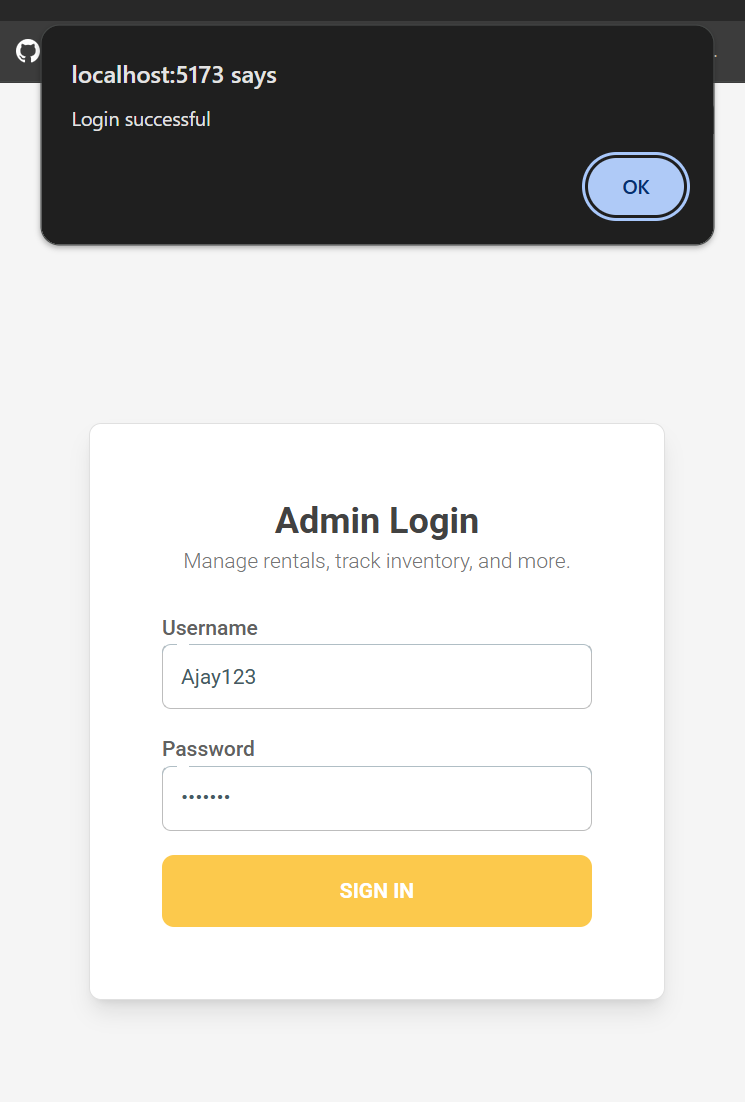 localhost:5173 says
Login successful
OK
Admin Login
Manage rentals, track inventory, and more.
Username
Ajay123
Password
•••••••
SIGN IN